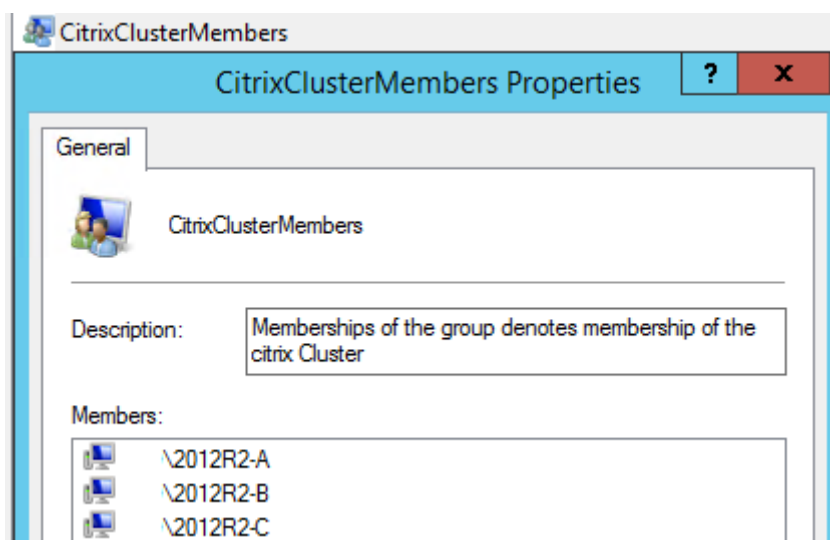 CitrixClusterMembers
CitrixClusterMembers Properties
?
x
General
CitrixClusterMembers
Description:
Memberships of the group denotes membership of the
citrix Cluster
Members:
\2012R2-A
\2012R2-B
\2012R2-C